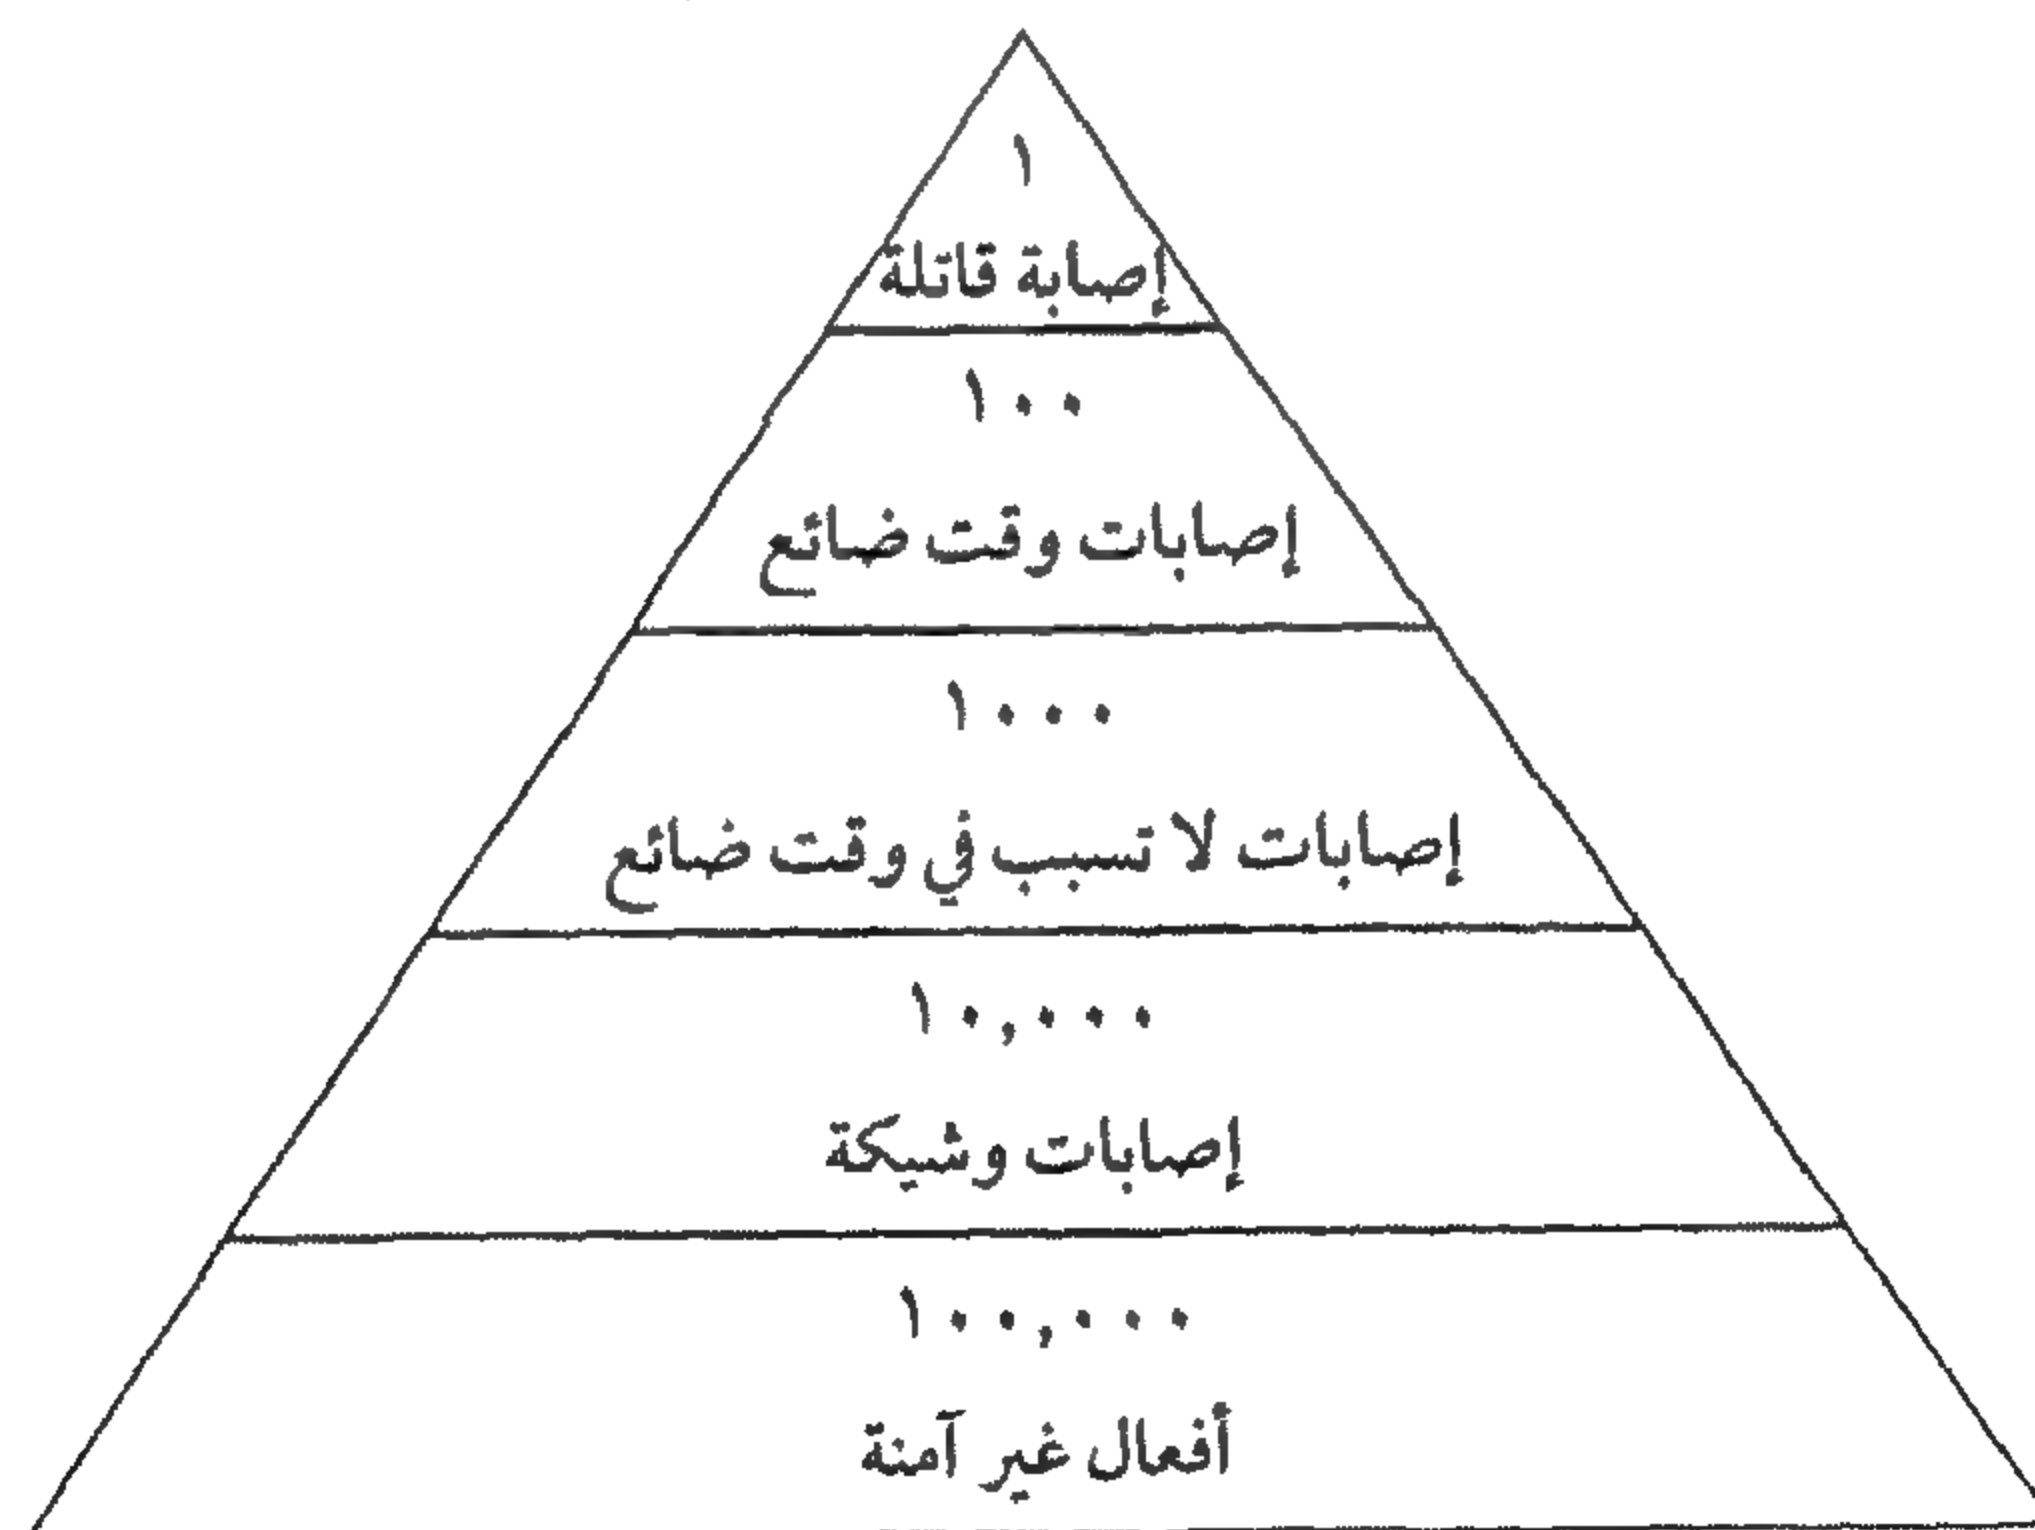 ١
إصابة قاتلة
١٠٠
إصابات وقت ضائع
١٠٠٠
إصابات لا تسبب في وقت ضائع
١٠,٠٠٠
إصابات وشيكة
١٠٠,٠٠٠
أفعال غير آمنة